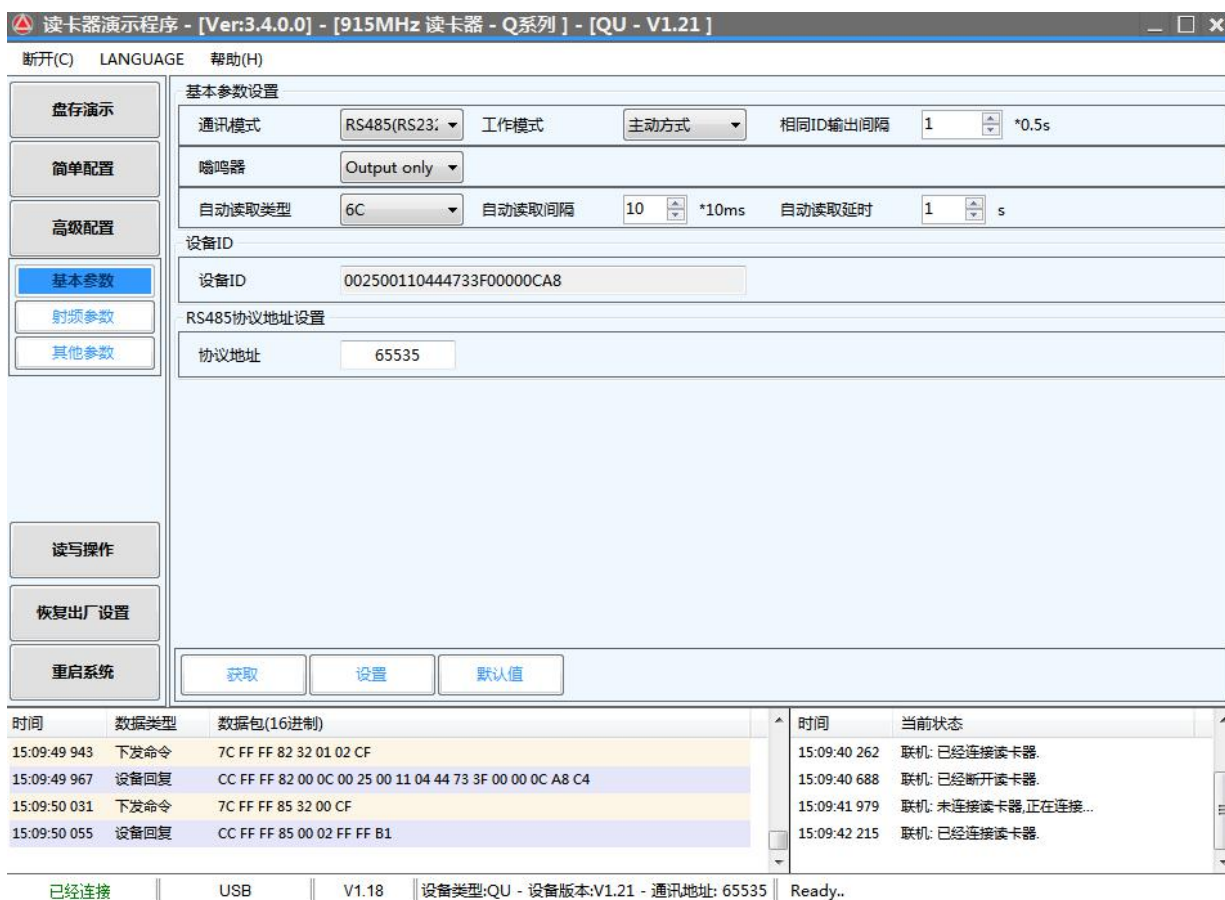 读卡器演示程序 - [Ver:3.4.0.0] - [915MHz 读卡器 - Q系列 ] - [QU - V1.21 ]
断开(C) LANGUAGE 帮助(H)
盘存演示
简单配置
高级配置
基本参数
射频参数
其他参数
读写操作
恢复出厂设置
重启系统
基本参数设置
通讯模式 RS485(RS232 工作模式 主动方式 相同ID输出间隔 1 *0.5s
嗡鸣器 Output only
自动读取类型 6C 自动读取间隔 10 *10ms 自动读取延时 1 s
设备ID
设备ID 002500110444733F00000CA8
RS485协议地址设置
协议地址 65535
获取 设置 默认值
时间 数据类型 数据包(16进制)
15:09:49 943 下发命令 7C FF FF 82 32 01 02 CF
15:09:49 967 设备回复 CC FF FF 82 00 0C 00 25 00 11 04 44 73 3F 00 00 0C A8 C4
15:09:50 031 下发命令 7C FF FF 85 32 00 CF
15:09:50 055 设备回复 CC FF FF 85 00 02 FF FF B1
时间 当前状态
15:09:40 262 联机: 已经连接读卡器.
15:09:40 688 联机: 已经断开读卡器.
15:09:41 979 联机: 未连接读卡器,正在连接...
15:09:42 215 联机: 已经连接读卡器.
已经连接 USB V1.18 设备类型:QU - 设备版本:V1.21 - 通讯地址: 65535 Ready..